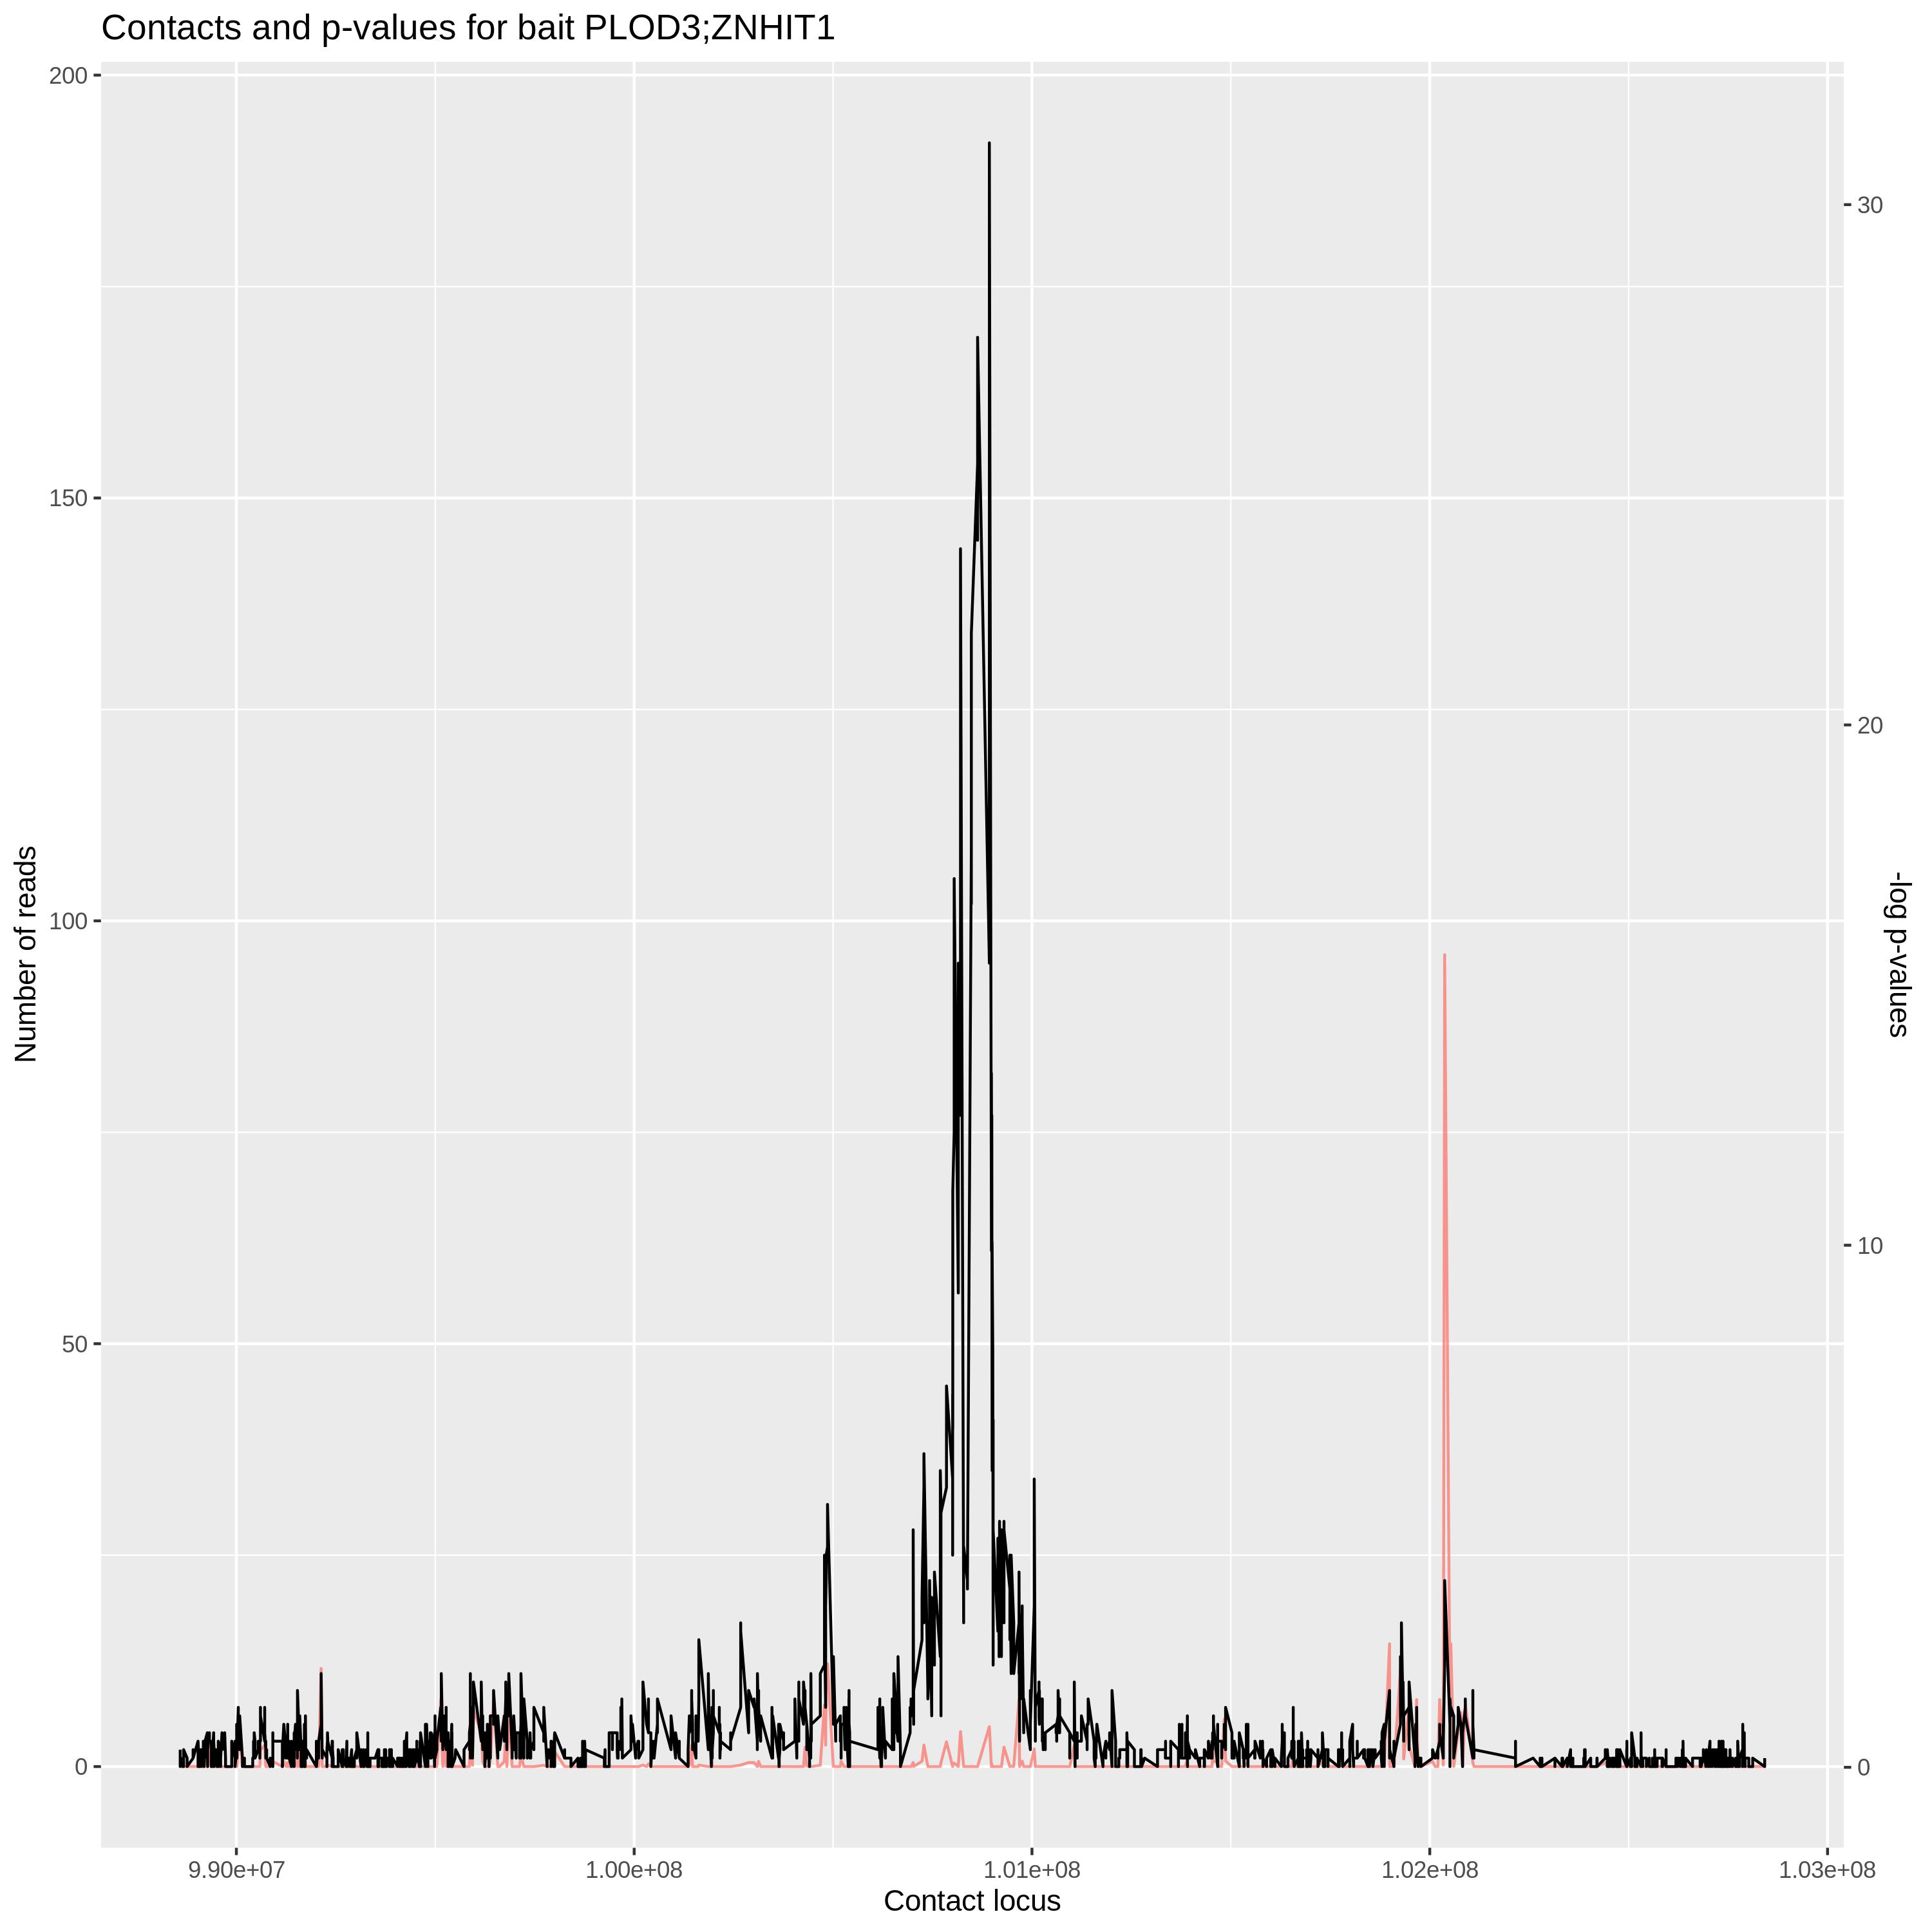 Contacts and p-values for bait PLOD3;ZNHIT1
200
150
100
50
0
Number of reads
30
20
10
0
-log p-values
9.90e+07
1.00e+08
1.01e+08
1.02e+08
1.03e+08
Contact locus